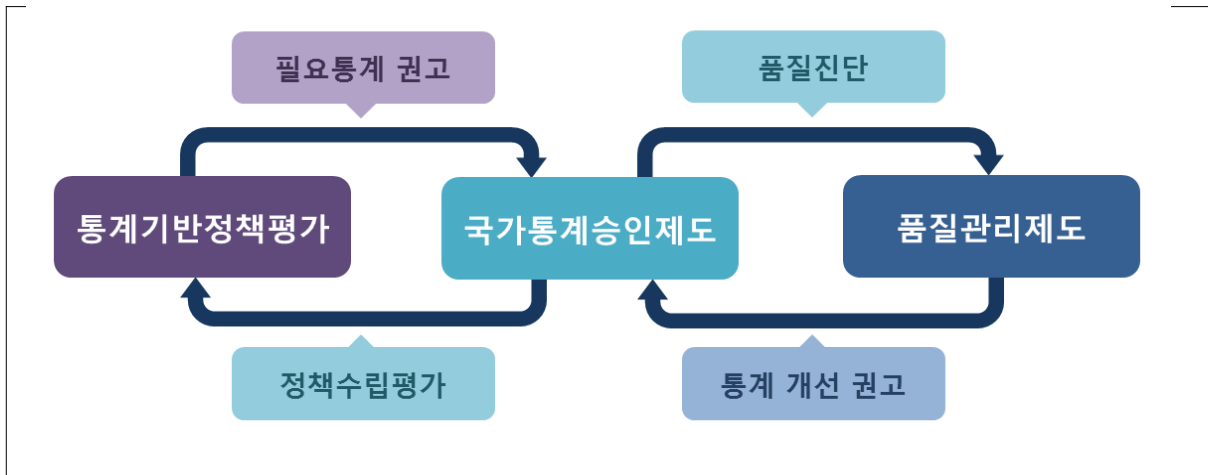 필요통계 권고
품질진단
통계기반정책평가
국가통계승인제도
품질관리제도
정책수립평가
통계 개선 권고